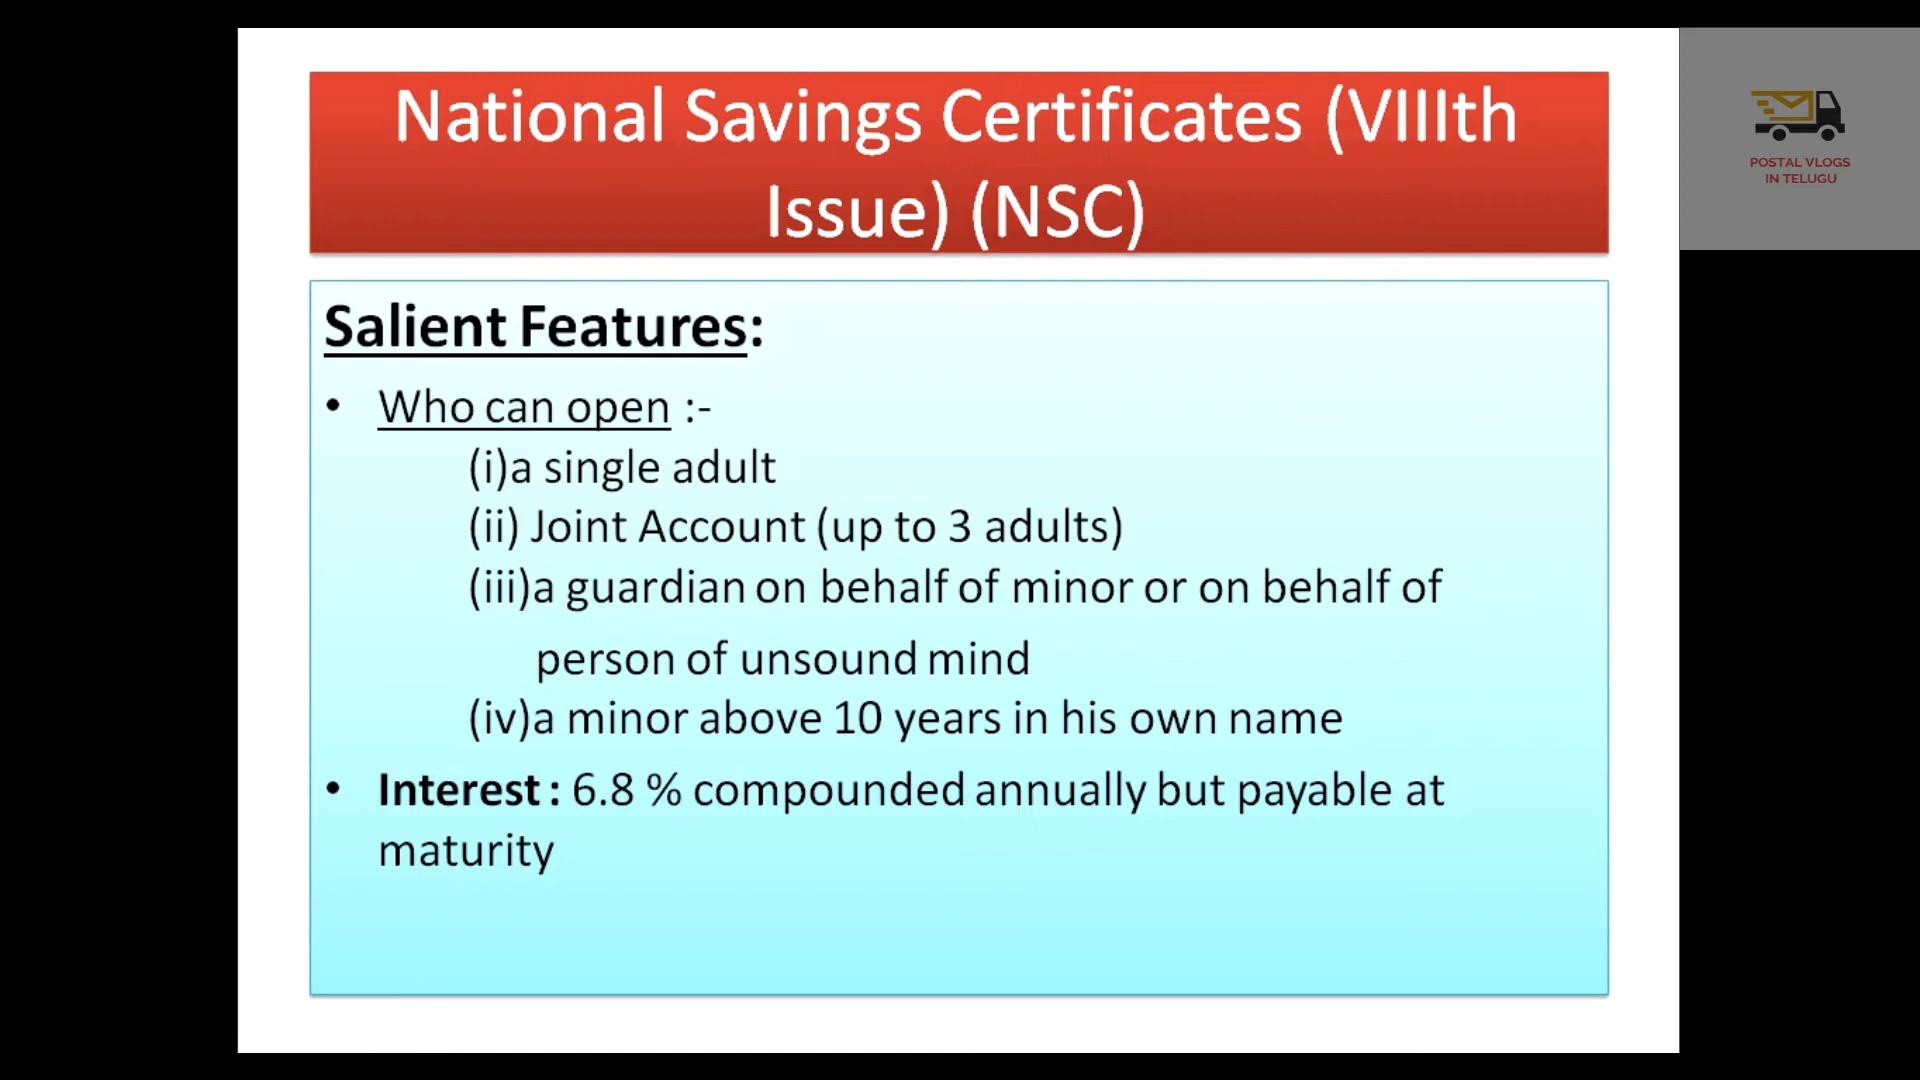 National Savings Certificates (VIIIth
Issue) (NSC)
POSTAL VLOGS
IN TELUGU
Salient Features:
• Who can open :-
(i)a single adult
(ii) Joint Account (up to 3 adults)
(iii)a guardian on behalf of minor or on behalf of
person of unsound mind
(iv)a minor above 10 years in his own name
• Interest : 6.8 % compounded annually but payable at
maturity